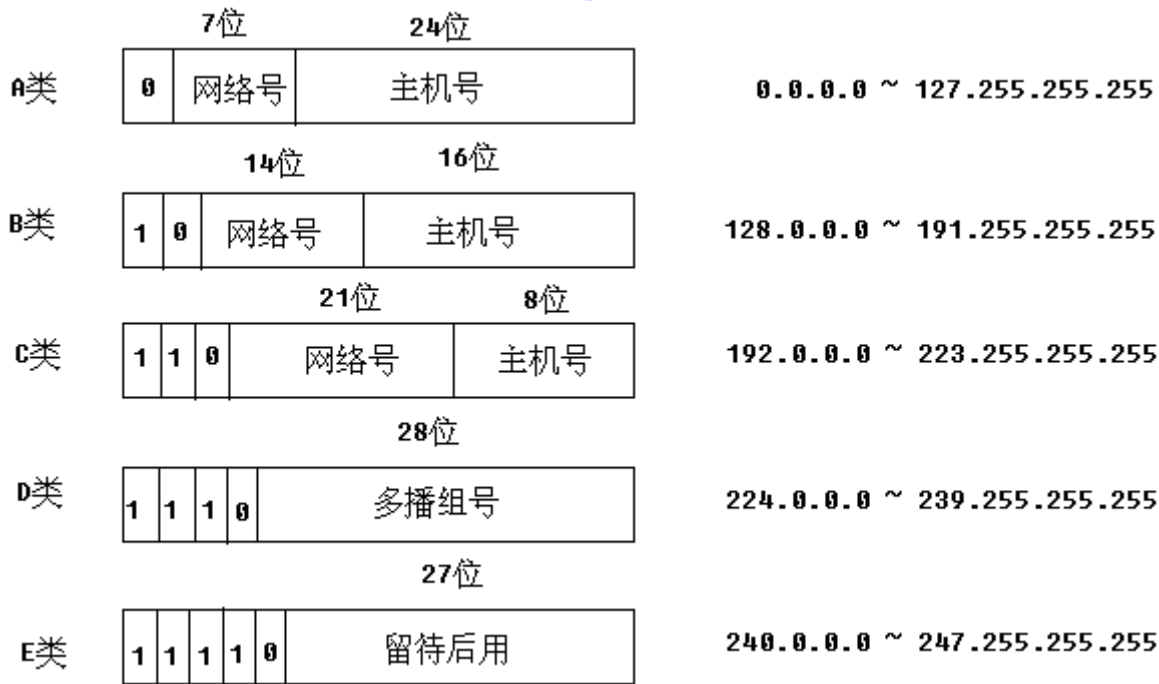 7位 24位
A类 0 网络号 主机号 0.0.0.0 ~ 127.255.255.255
14位 16位
B类 1 0 网络号 主机号 128.0.0.0 ~ 191.255.255.255
21位 8位
C类 1 1 0 网络号 主机号 192.0.0.0 ~ 223.255.255.255
28位
D类 1 1 1 0 多播组号 224.0.0.0 ~ 239.255.255.255
27位
E类 1 1 1 1 0 留待后用 240.0.0.0 ~ 247.255.255.255